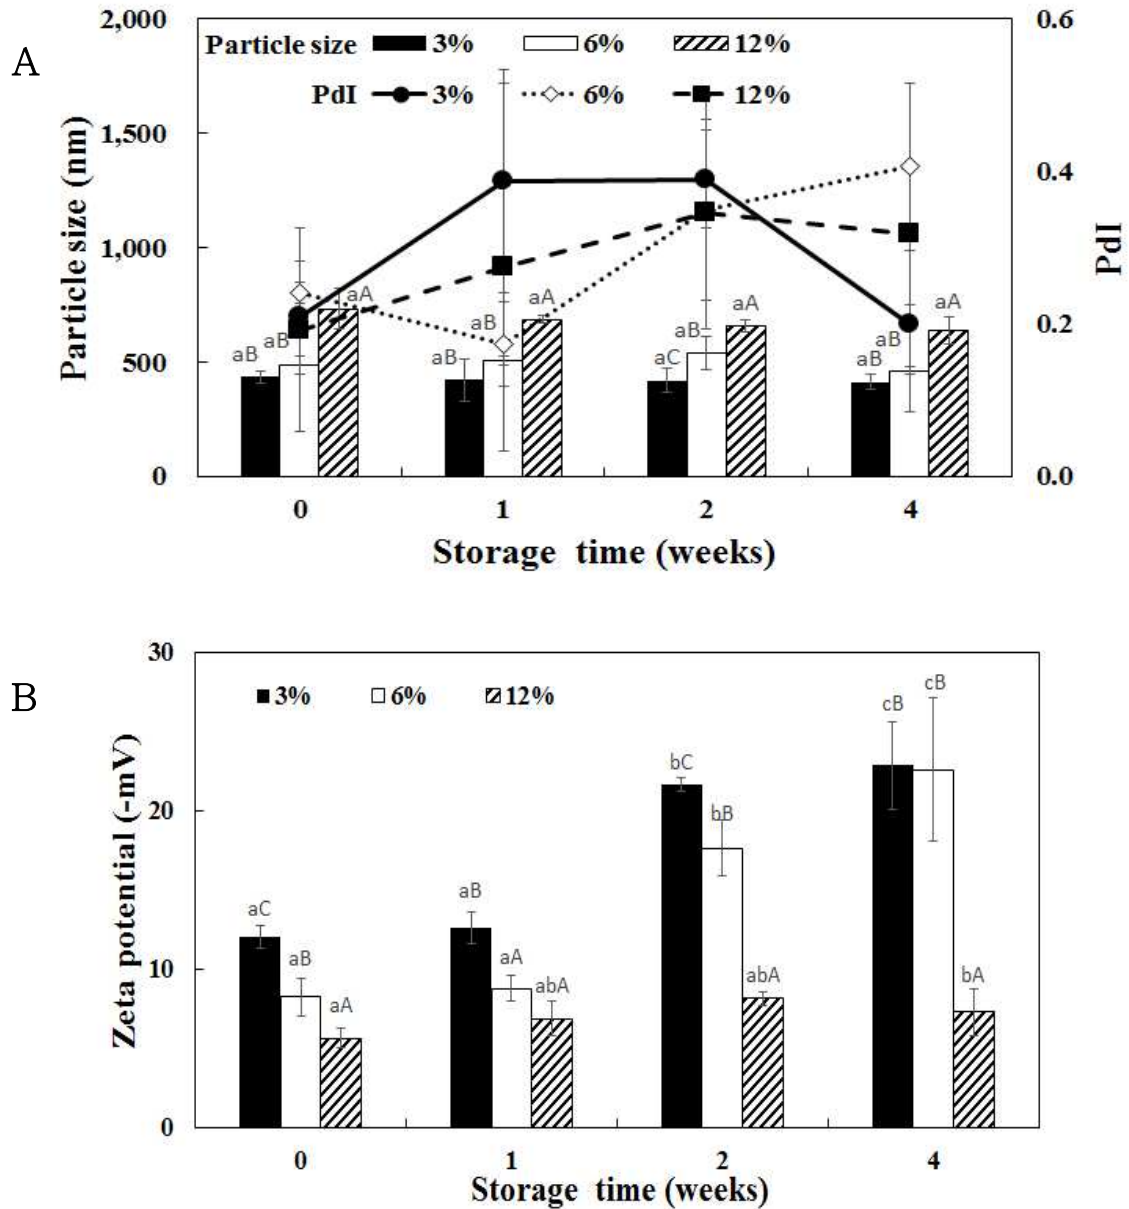 A
2,000
0.6
Particle size 3% 6% 12%
PdI 3% 6% 12%
1,500
0.4
1,000
0.2
500
0
0.0
Particle size (nm)
PdI
aB aB aA
aB aB aA
aC aB aA
aB aB aA
0 1 2 4
Storage time (weeks)
B
30
3% 6% 12%
20
10
0
Zeta potential (-mV)
aC aB aA
aB aA abA
bC bB abA
cB cB bA
0 1 2 4
Storage time (weeks)